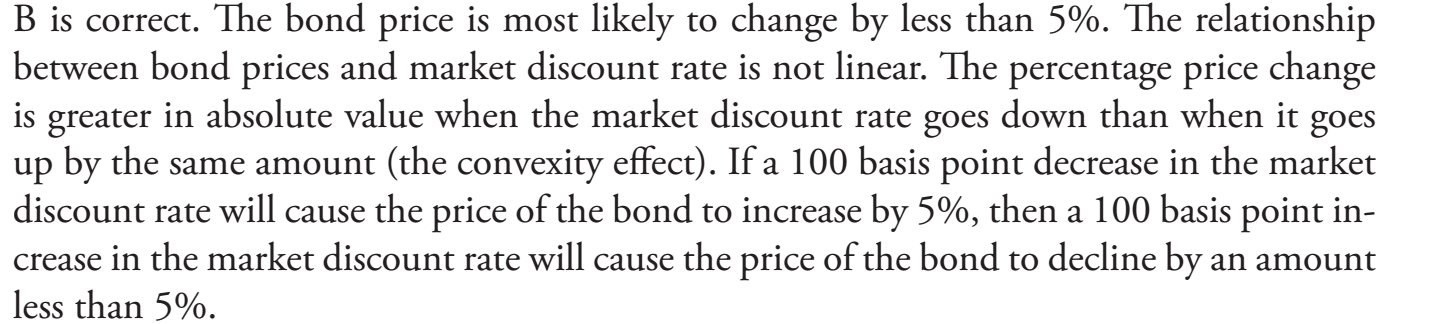 B is correct. The bond price is most likely to change by less than 5%. The relationship
between bond prices and market discount rate is not linear. The percentage price change
is greater in absolute value when the market discount rate goes down than when it goes
up by the same amount (the convexity effect). If a 100 basis point decrease in the market
discount rate will cause the price of the bond to increase by 5%, then a 100 basis point in-
crease in the market discount rate will cause the price of the bond to decline by an amount
less than 5%.